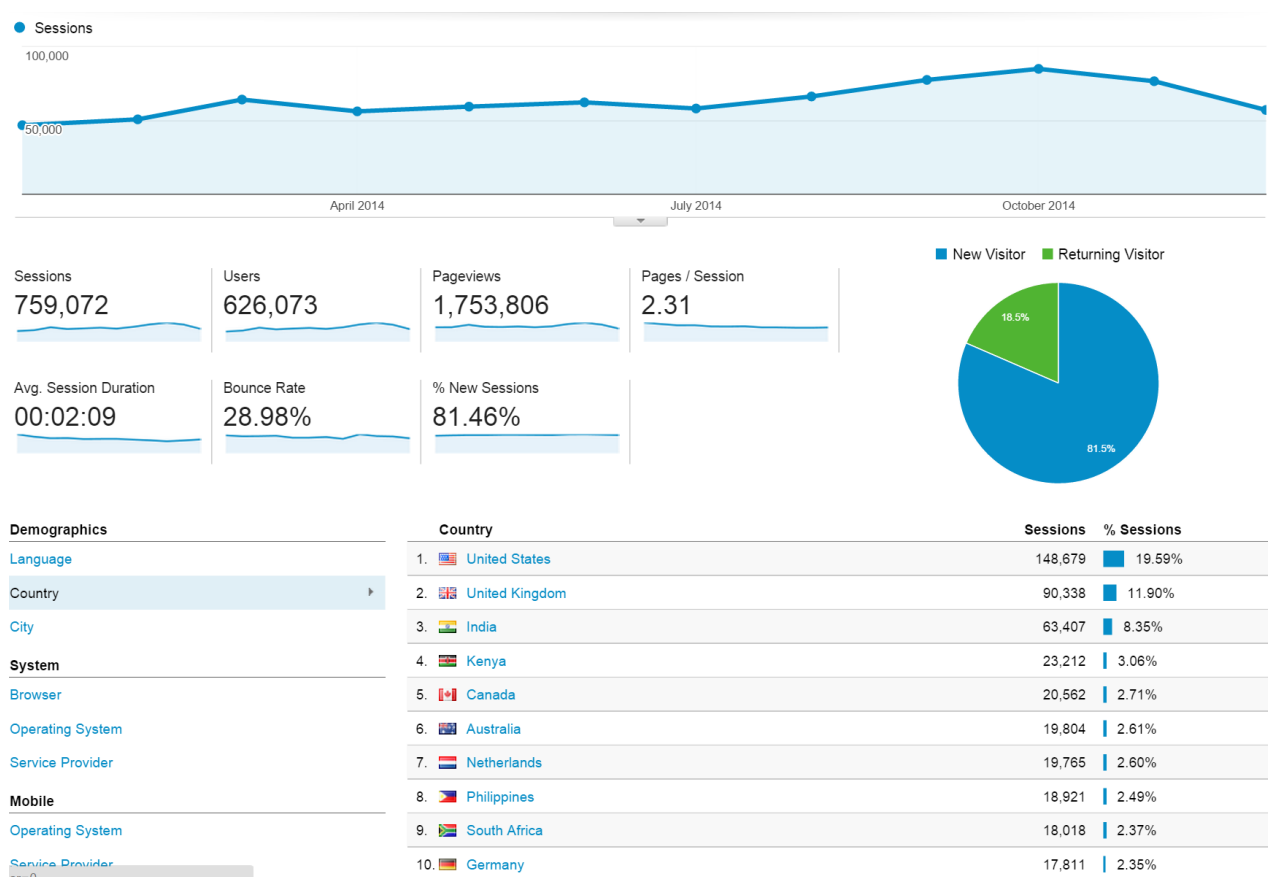 Sessions
100,000
50,000
April 2014 July 2014 October 2014
Sessions Users Pageviews Pages / Session
759,072 626,073 1,753,806 2.31
Avg. Session Duration Bounce Rate % New Sessions
00:02:09 28.98% 81.46%
New Visitor Returning Visitor
18.5%
81.5%
Demographics
Language
Country
City
System
Browser
Operating System
Service Provider
Mobile
Operating System
Service Provider
Country Sessions % Sessions
1. United States 148,679 19.59%
2. United Kingdom 90,338 11.90%
3. India 63,407 8.35%
4. Kenya 23,212 3.06%
5. Canada 20,562 2.71%
6. Australia 19,804 2.61%
7. Netherlands 19,765 2.60%
8. Philippines 18,921 2.49%
9. South Africa 18,018 2.37%
10. Germany 17,811 2.35%